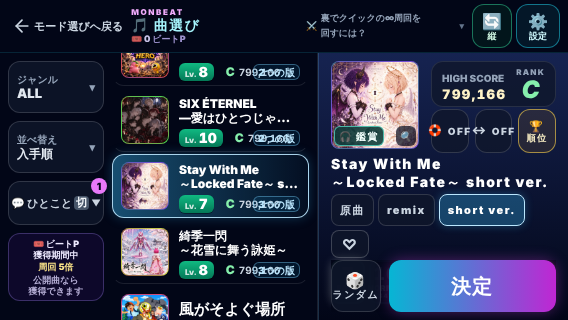 モード選びへ戻る
MONBEAT
🎵 曲選び
🎟️0 ビートP
裏でクイックの∞周回を
回すには？
▼
縦
設定
ジャンル
ALL
▼
並べ替え
入手順
▼
ひとこと 切 ▼
1
🎟️ビートP
獲得期間中
周回 5倍
公開曲なら
獲得できます
HERO
Lv. 8
C
SIX ÉTERNEL
―愛はひとつじゃ…
Lv. 10
C
Stay With Me
～Locked Fate～ s…
Lv. 7
C
綺季一閃
～花雪に舞う詠姫～
Lv. 8
C
風がそよぐ場所
Stay With Me
鑑賞
HIGH SCORE
799,166
RANK
C
OFF
OFF
順位
Stay With Me
～Locked Fate～ short ver.
原曲
remix
short ver.
♡
ランダム
決定